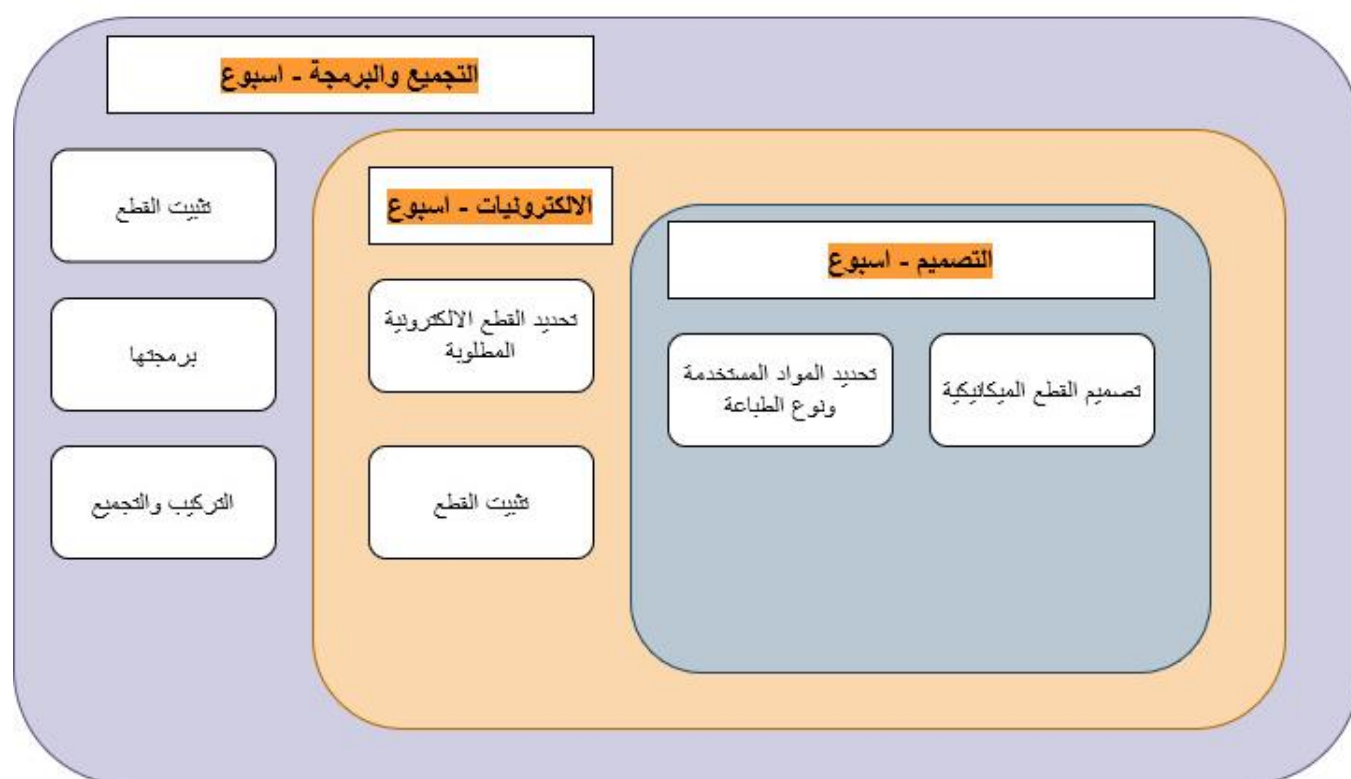 التجميع والبرمجة - اسبوع
تثبيت القطع
برمجتها
التركيب والتجميع
الالكترونيات - اسبوع
تحديد القطع الالكترونية
المطلوبة
تثبيت القطع
التصميم - اسبوع
تصميم القطع الميكانيكية
تحديد المواد المستخدمة
ونوع الطباعة